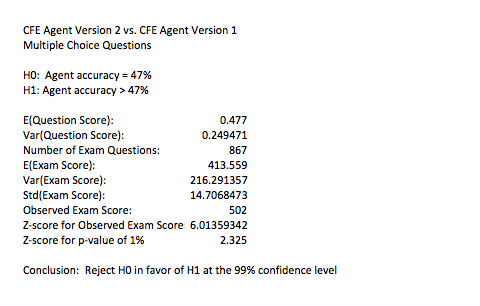 CFE Agent Version 2 vs. CFE Agent Version 1
Multiple Choice Questions
H0: Agent accuracy = 47%
H1: Agent accuracy > 47%
E(Question Score): 0.477
Var(Question Score): 0.249471
Number of Exam Questions: 867
E(Exam Score): 413.559
Var(Exam Score): 216.291357
Std(Exam Score): 14.7068473
Observed Exam Score: 502
Z-score for Observed Exam Score: 6.01359342
Z-score for p-value of 1% 2.325
Conclusion: Reject H0 in favor of H1 at the 99% confidence level